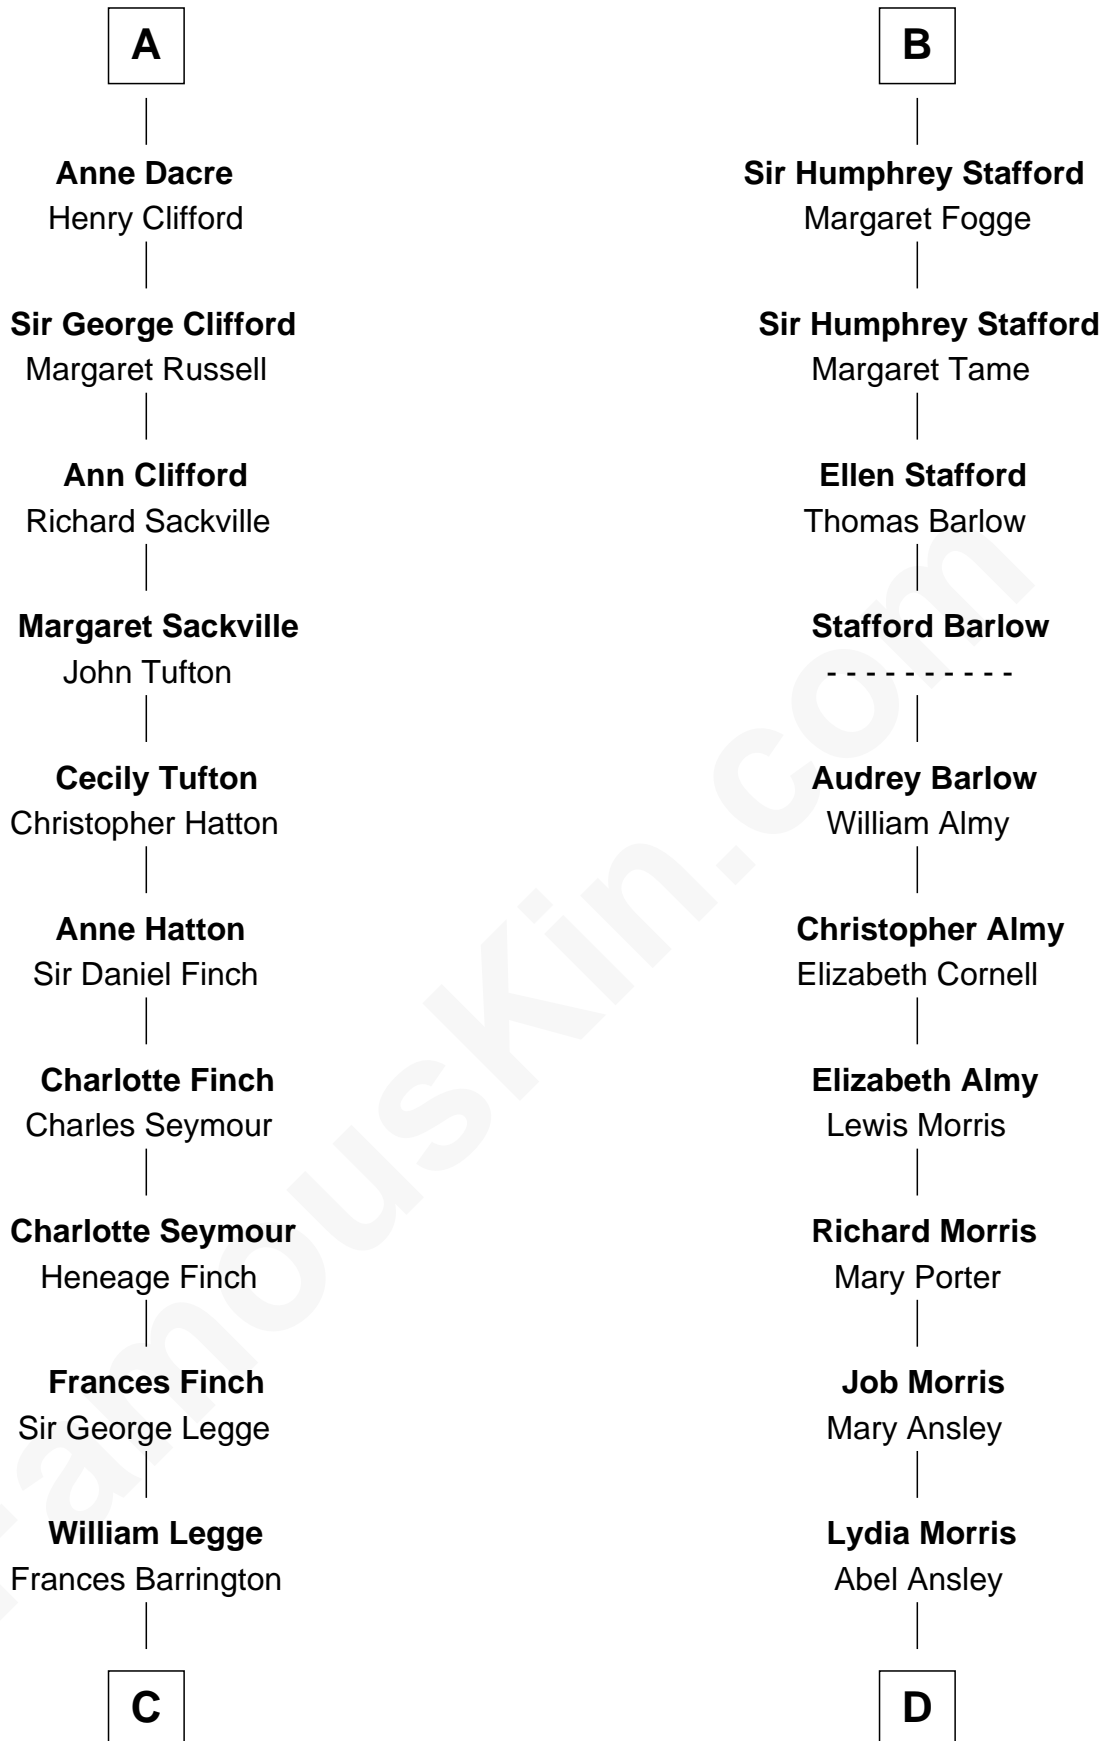 A
Anne Dacre
Henry Clifford
Sir George Clifford
Margaret Russell
Ann Clifford
Richard Sackville
Margaret Sackville
John Tufton
Cecily Tufton
Christopher Hatton
Anne Hatton
Sir Daniel Finch
Charlotte Finch
Charles Seymour
Charlotte Seymour
Heneage Finch
Frances Finch
Sir George Legge
William Legge
Frances Barrington
C
B
Sir Humphrey Stafford
Margaret Fogge
Sir Humphrey Stafford
Margaret Tame
Ellen Stafford
Thomas Barlow
Stafford Barlow
- - - - - - - - - -
Audrey Barlow
William Almy
Christopher Almy
Elizabeth Cornell
Elizabeth Almy
Lewis Morris
Richard Morris
Mary Porter
Job Morris
Mary Ansley
Lydia Morris
Abel Ansley
D
FamousKin.com